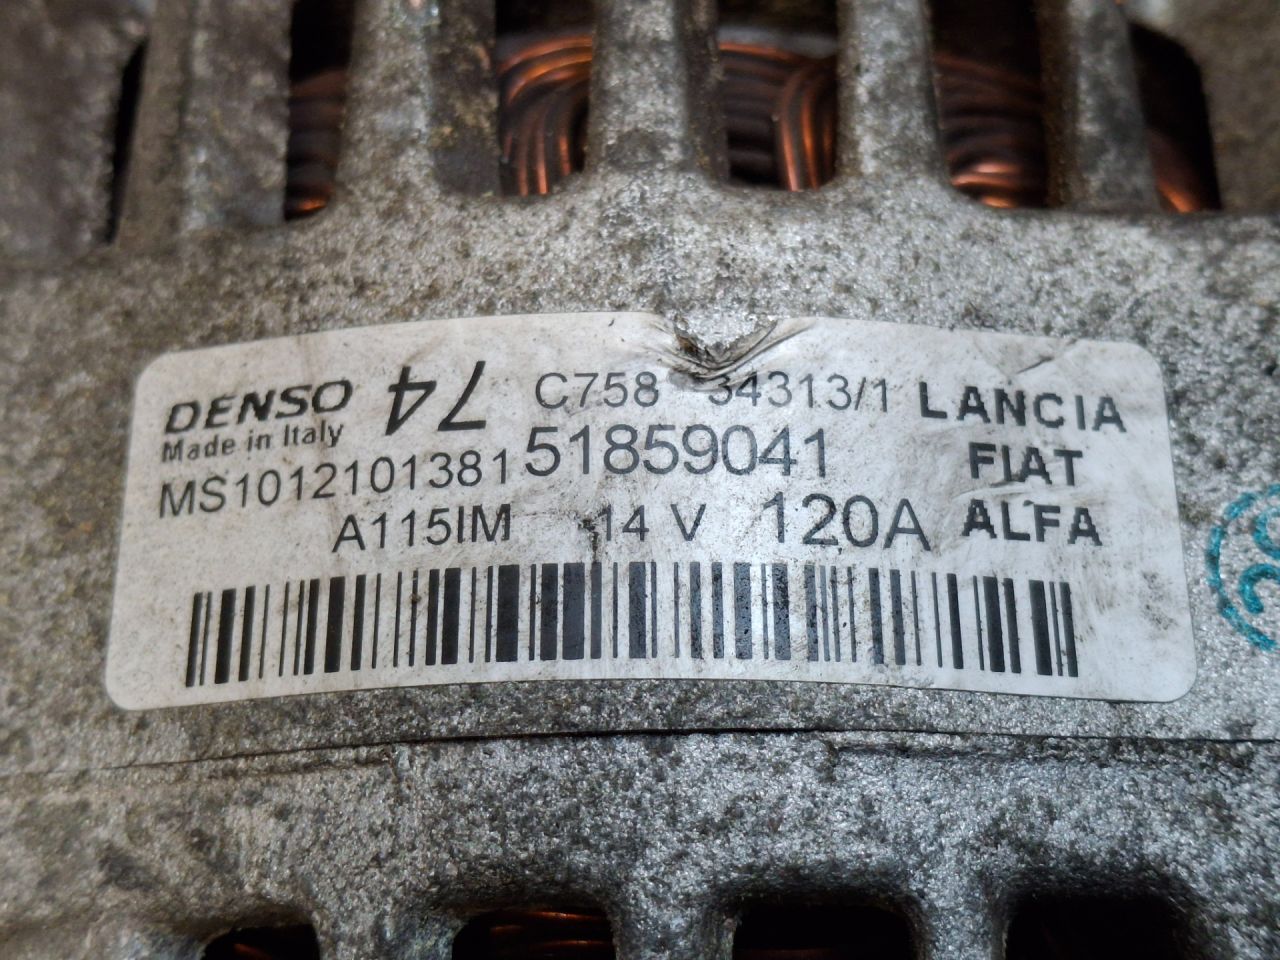 DENSO 74 C758 34313/1 LANCIA
Made in Italy 51859041 FIAT
MS1012101381
A115IM 14 V 120A ALFA